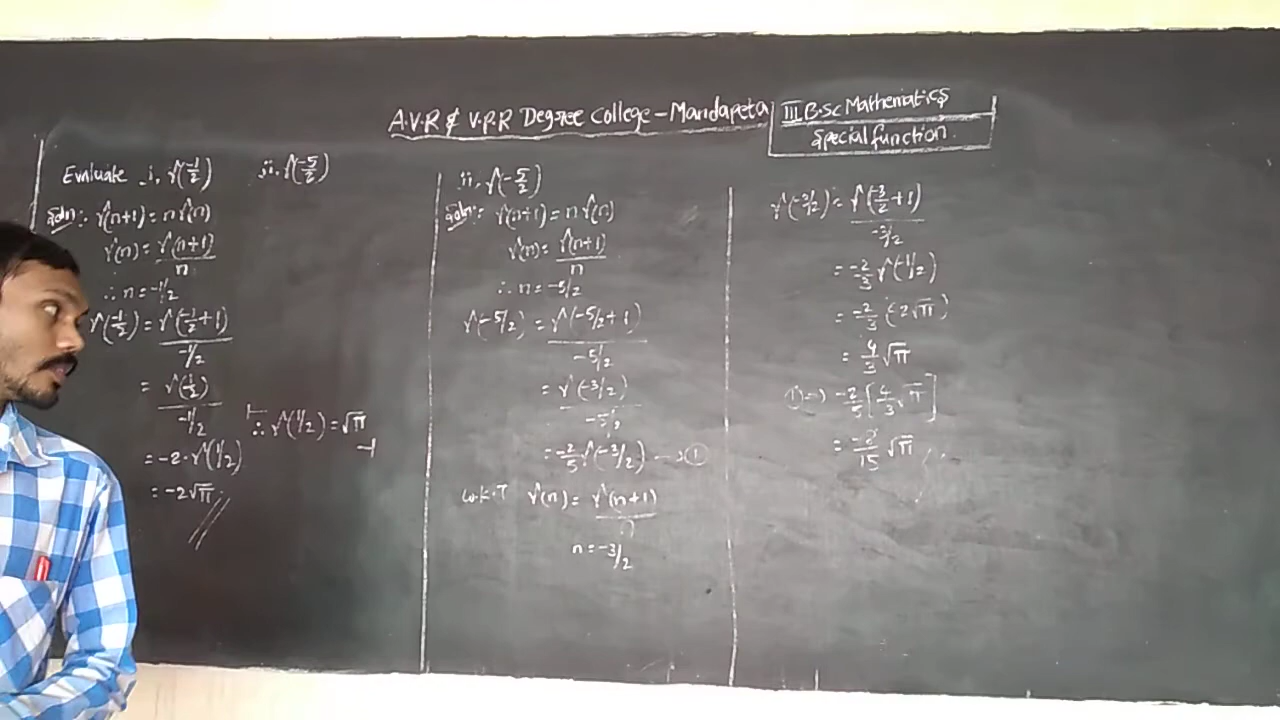 A.V.R & V.P.R Degree College - Mandapeta
III B.Sc Mathematics
Special function.
Evaluate i, Γ(-1/2) ii, Γ(-5/2)
Soln: Γ(n+1) = nΓ(n)
Γ(n) = Γ(n+1)/n
∴ n = -1/2
Γ(-1/2) = Γ(-1/2+1)/(-1/2)
= Γ(1/2)/(-1/2)
∴ Γ(1/2) = √π
= -2·Γ(1/2)
= -2√π //
ii, Γ(-5/2)
Soln: Γ(n+1) = nΓ(n)
Γ(n) = Γ(n+1)/n
∴ n = -5/2
Γ(-5/2) = Γ(-5/2+1)/(-5/2)
= Γ(-3/2)/(-5/2)
= -2/5 Γ(-3/2) → ①
W.K.T Γ(n) = Γ(n+1)/n
n = -3/2
Γ(-3/2) = Γ(-3/2+1)/(-3/2)
= -2/3 Γ(-1/2)
= -2/3 (-2√π)
= 4/3 √π
①⇒ -2/5 [4/3 √π]
= -8/15 √π